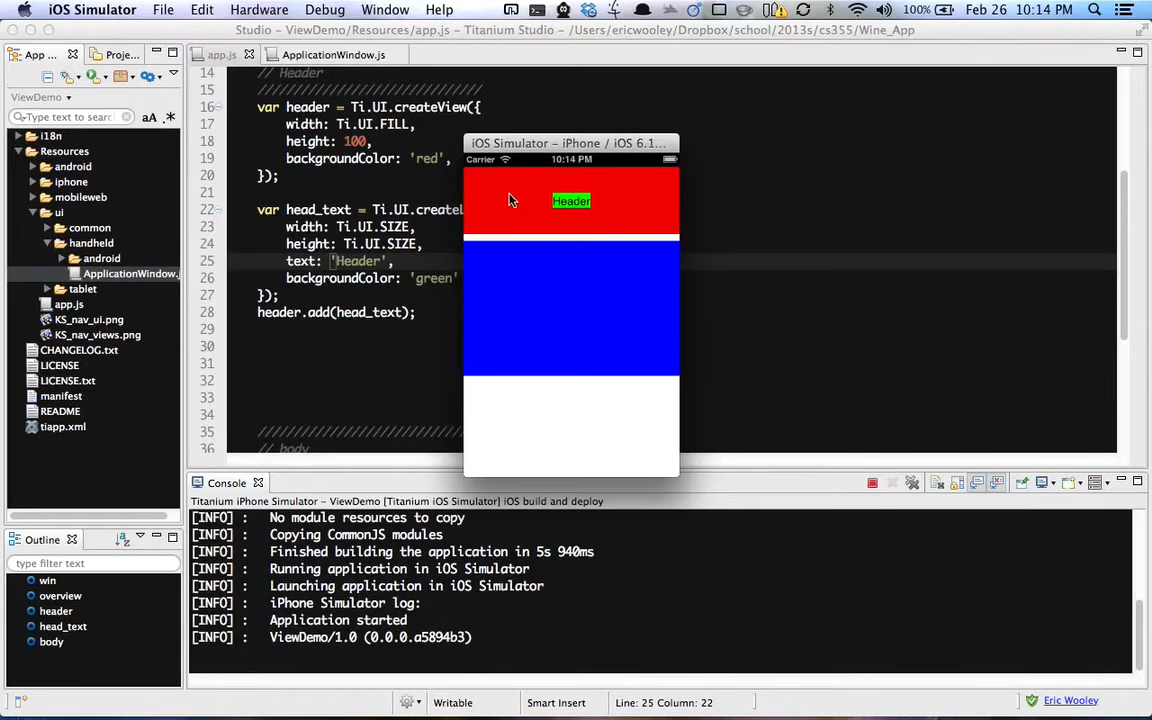 iOS Simulator File Edit Hardware Debug Window Help 100% Feb 26 10:14 PM
Studio – ViewDemo/Resources/app.js – Titanium Studio – /Users/ericwooley/Dropbox/school/2013s/cs355/Wine_App
App ... Proje...
ViewDemo
Type text to search
aA .*
i18n
Resources
android
iphone
mobileweb
ui
common
handheld
android
ApplicationWindow.j
tablet
app.js
KS_nav_ui.png
KS_nav_views.png
CHANGELOG.txt
LICENSE
LICENSE.txt
manifest
README
tiapp.xml
Outline
type filter text
win
overview
header
head_text
body
app.js ApplicationWindow.js
14 // Header
15 ///////////////////////////////
16 var header = Ti.UI.createView({
17 width: Ti.UI.FILL,
18 height: 100,
19 backgroundColor: 'red',
20 });
21
22 var head_text = Ti.UI.createL
23 width: Ti.UI.SIZE,
24 height: Ti.UI.SIZE,
25 text: 'Header',
26 backgroundColor: 'green'
27 });
28 header.add(head_text);
29
30
31
32
33
34
35 /////////////////////////////
36 // body
iOS Simulator – iPhone / iOS 6.1...
Carrier 10:14 PM
Header
Console
Titanium iPhone Simulator – ViewDemo [Titanium iOS Simulator] iOS build and deploy
[INFO] : No module resources to copy
[INFO] : Copying CommonJS modules
[INFO] : Finished building the application in 5s 940ms
[INFO] : Running application in iOS Simulator
[INFO] : Launching application in iOS Simulator
[INFO] : iPhone Simulator log:
[INFO] : Application started
[INFO] : ViewDemo/1.0 (0.0.0.a5894b3)
Writable Smart Insert Line: 25 Column: 22 Eric Wooley